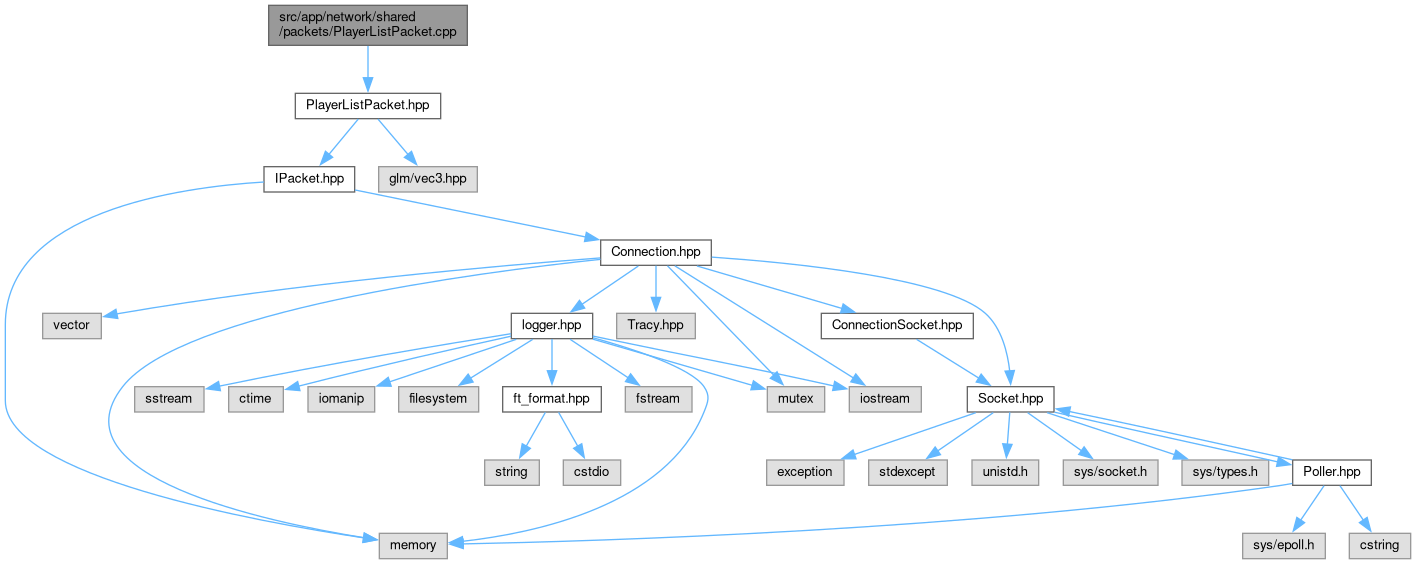 src/app/network/shared
/packets/PlayerListPacket.cpp
PlayerListPacket.hpp
IPacket.hpp
glm/vec3.hpp
Connection.hpp
vector
logger.hpp
Tracy.hpp
ConnectionSocket.hpp
sstream
ctime
iomanip
filesystem
ft_format.hpp
fstream
mutex
iostream
Socket.hpp
string
cstdio
exception
stdexcept
unistd.h
sys/socket.h
sys/types.h
Poller.hpp
memory
sys/epoll.h
cstring